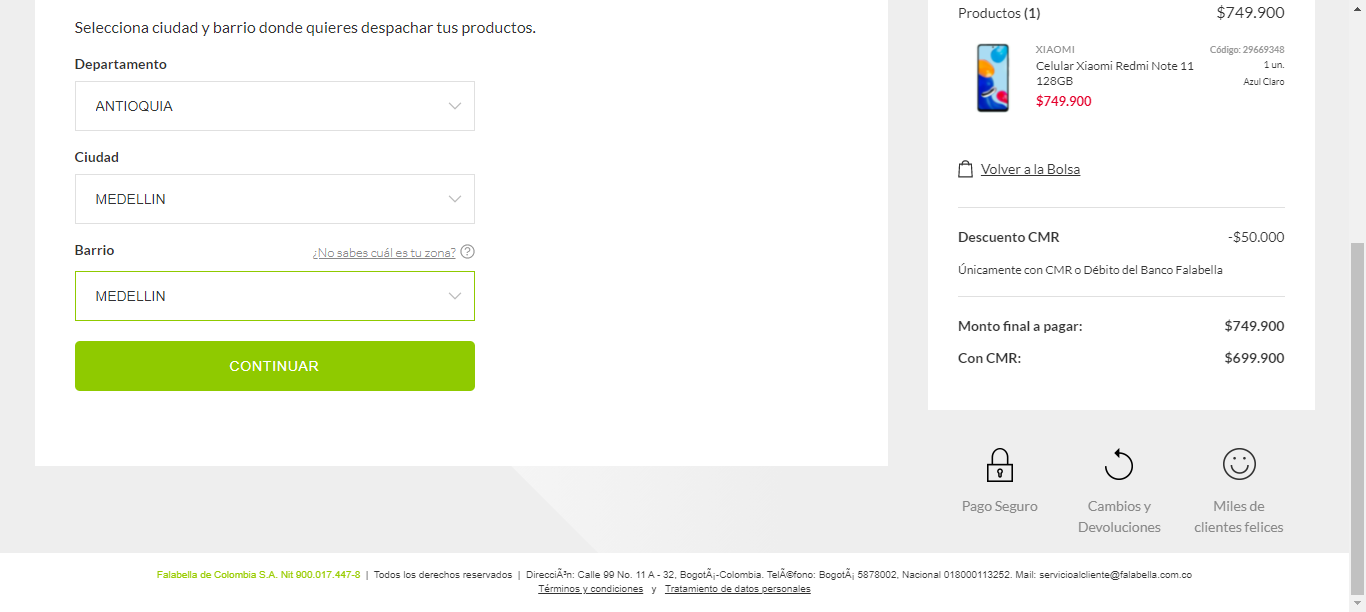 Selecciona ciudad y barrio donde quieres despachar tus productos.
Departamento
ANTIOQUIA
Ciudad
MEDELLIN
Barrio
¿No sabes cuál es tu zona? ?
MEDELLIN
CONTINUAR
Productos (1) $749.900
XIAOMI Código: 29669348
Celular Xiaomi Redmi Note 11 1 un.
128GB Azul Claro
$749.900
Volver a la Bolsa
Descuento CMR -$50.000
Únicamente con CMR o Débito del Banco Falabella
Monto final a pagar: $749.900
Con CMR: $699.900
Pago Seguro
Cambios y
Devoluciones
Miles de
clientes felices
Falabella de Colombia S.A. Nit 900.017.447-8 | Todos los derechos reservados | DirecciÃ³n: Calle 99 No. 11 A - 32, BogotÃ¡-Colombia. TelÃ©fono: BogotÃ¡ 5878002, Nacional 018000113252. Mail: servicioalcliente@falabella.com.co
Términos y condiciones y Tratamiento de datos personales